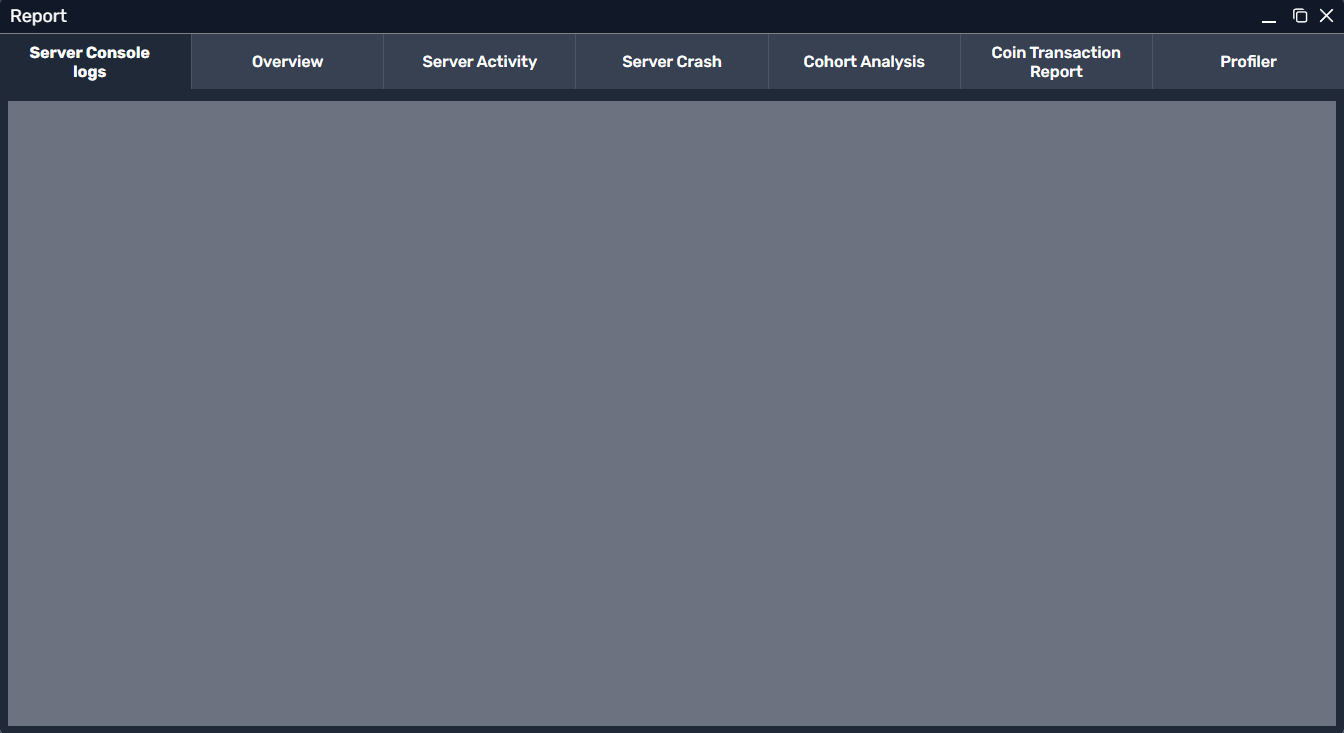 Report
Server Console
logs
Overview
Server Activity
Server Crash
Cohort Analysis
Coin Transaction
Report
Profiler